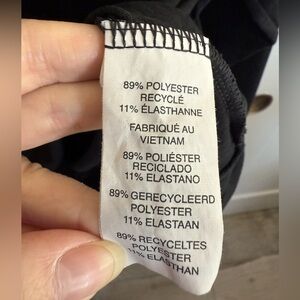 89% POLYESTER
RECYCLÉ
11% ÉLASTHANNE
FABRIQUÉ AU
VIETNAM
89% POLIÉSTER
RECICLADO
11% ELASTANO
89% GERECYCLEERD
POLYESTER
11% ELASTAAN
89% RECYCELTES
POLYESTER
11% ELASTHAN